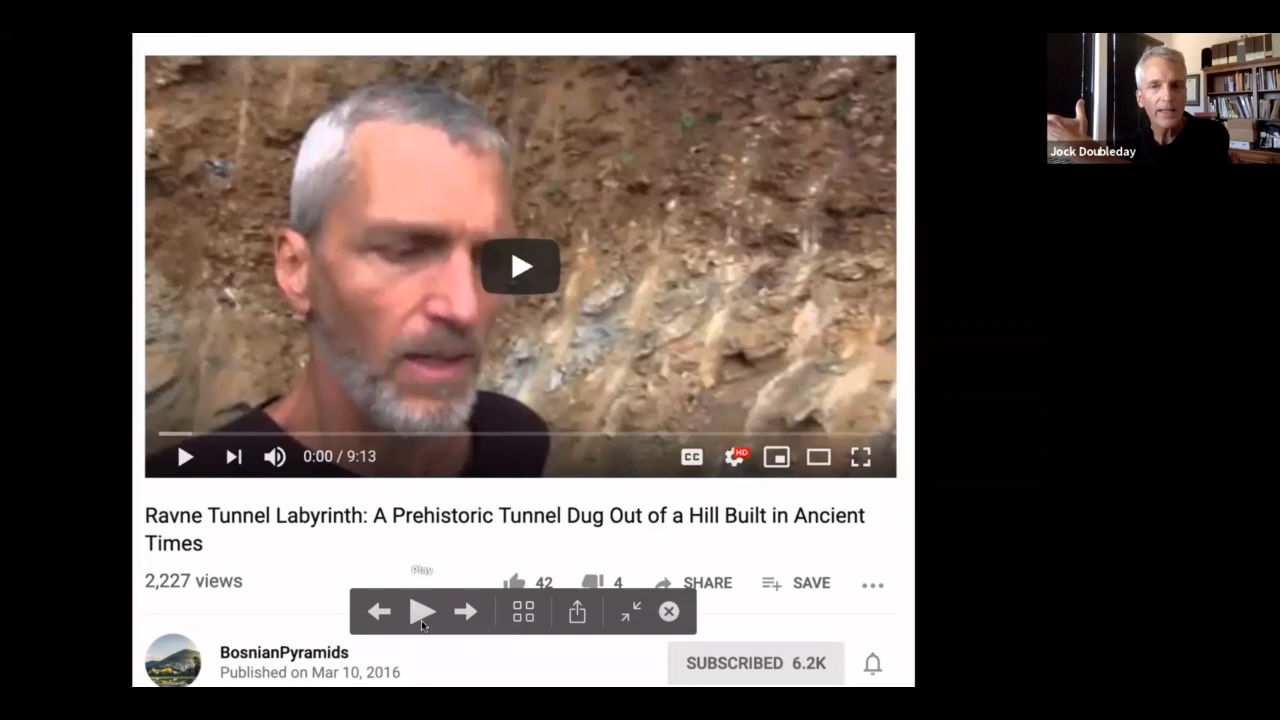 Jock Doubleday
CC
HD
0:00 / 9:13
Ravne Tunnel Labyrinth: A Prehistoric Tunnel Dug Out of a Hill Built in Ancient
Times
2,227 views
Play
42
4
SHARE
SAVE
BosnianPyramids
Published on Mar 10, 2016
SUBSCRIBED 6.2K